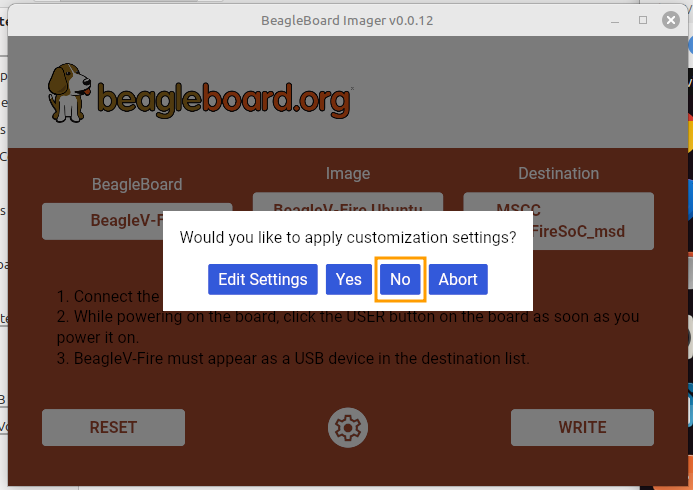 BeagleBoard Imager v0.0.12
beagleboard.org
BeagleBoard
Image
Destination
BeagleV-F
BeagleV-Fire Ubuntu
MSCC
FireSoC_msd
Would you like to apply customization settings?
Edit Settings
Yes
No
Abort
1. Connect the
2. While powering on the board, click the USER button on the board as soon as you
power it on.
3. BeagleV-Fire must appear as a USB device in the destination list.
RESET
WRITE